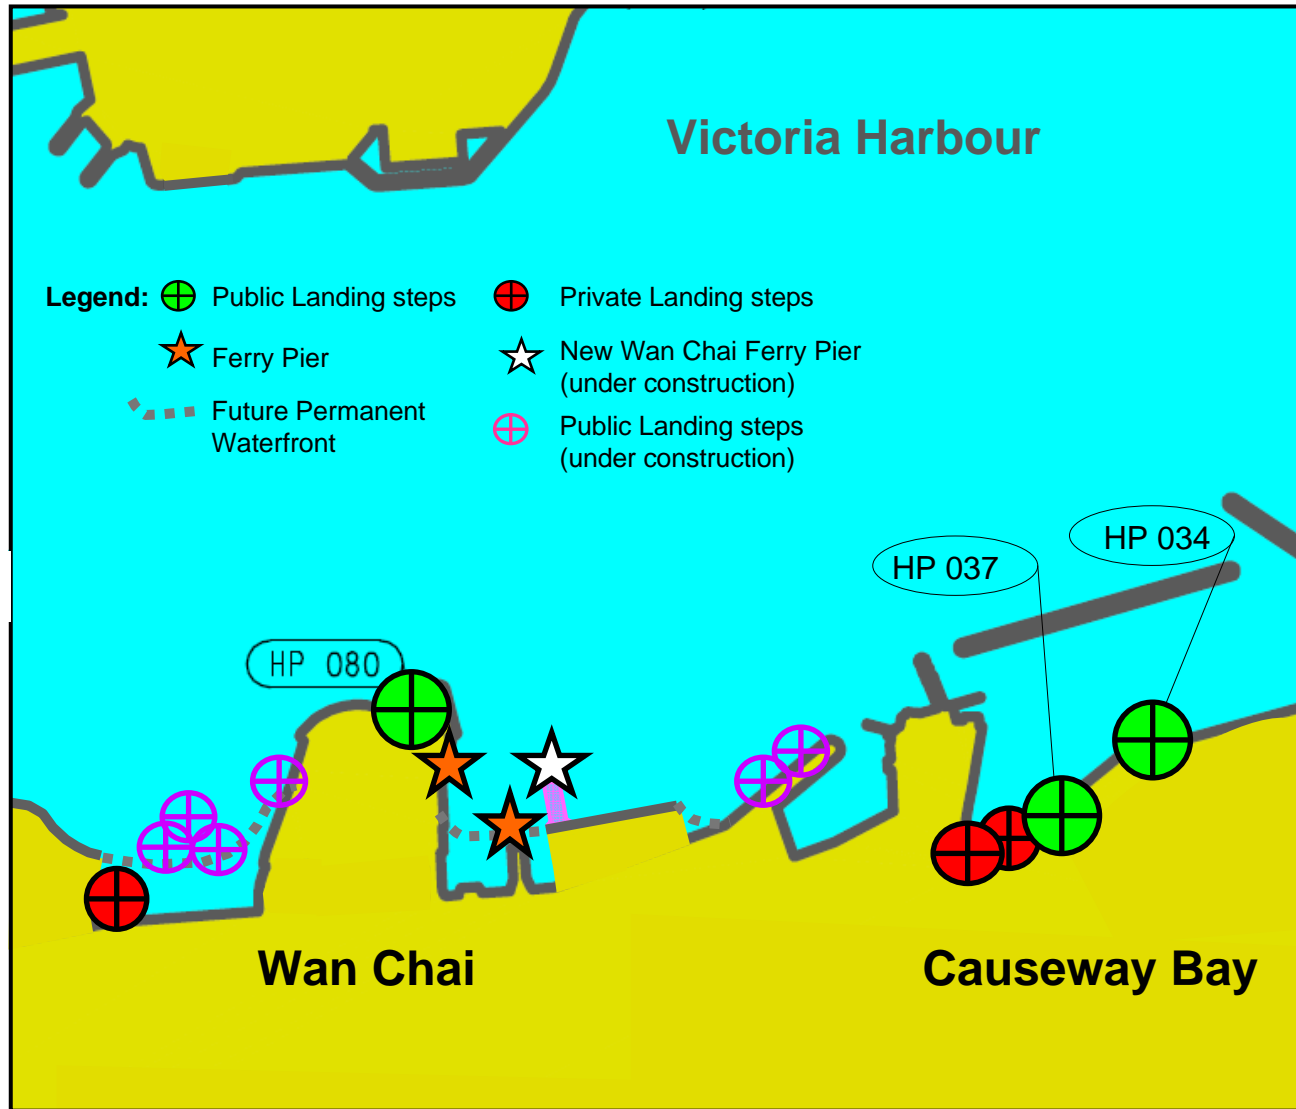 Victoria Harbour
Legend:
Public Landing steps
Private Landing steps
Ferry Pier
New Wan Chai Ferry Pier
(under construction)
Future Permanent
Waterfront
Public Landing steps
(under construction)
HP 034
HP 037
HP 080
Wan Chai
Causeway Bay